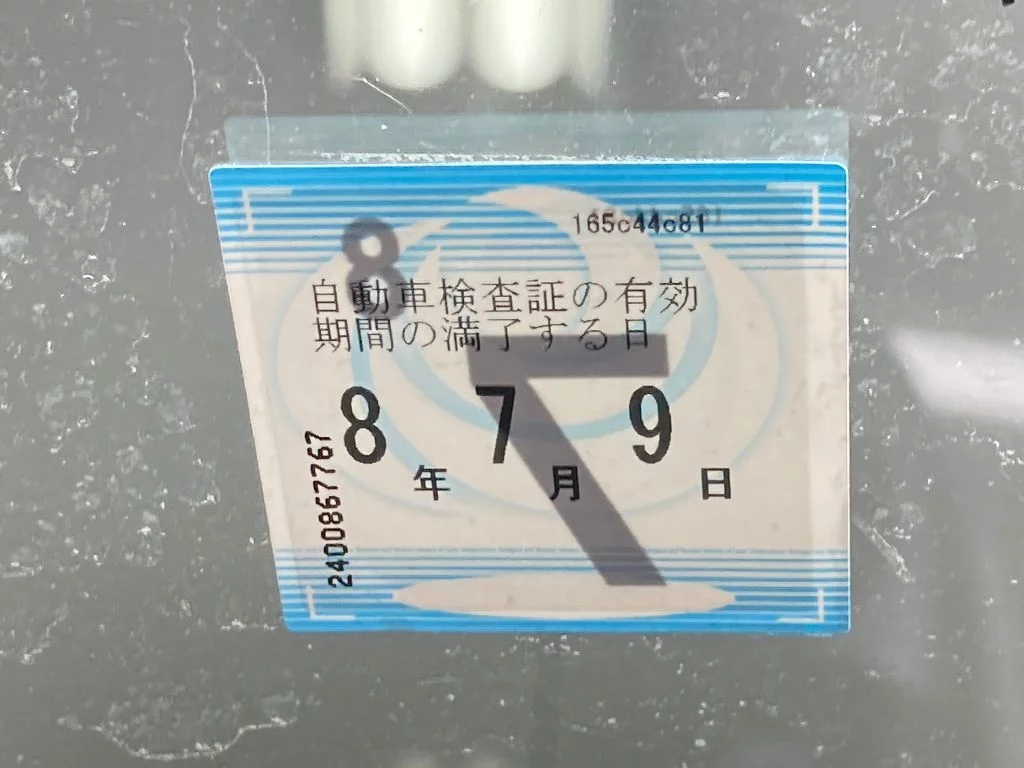 165c44c81
自動車検査証の有効
期間の満了する日
8年 7月 9日
2400867767
8
7